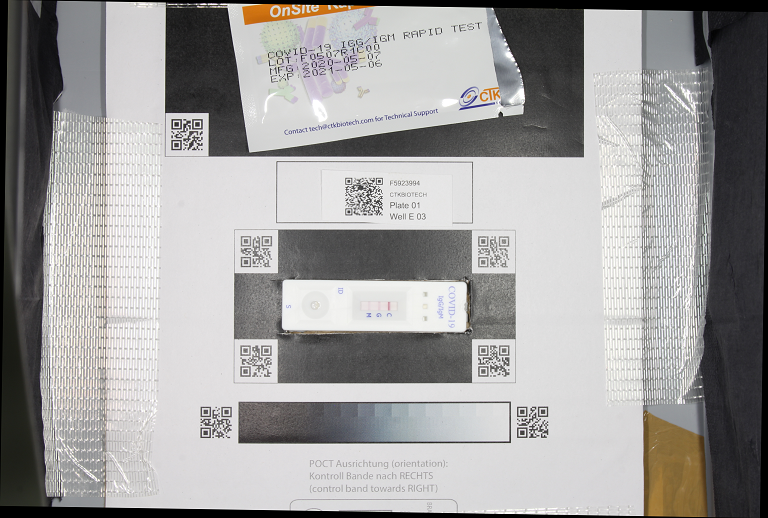 OnSite Rapid
COVID-19 IGG/IGM RAPID TEST
LOT:F0507R1C00
MFG:2020-05-07
EXP:2021-05-06
CTK
Contact tech@ctkbiotech.com for Technical Support
F5923994
CTKBIOTECH
Plate 01
Well E 03
COVID-19
IgG/IgM
ID
S
C
G
M
POCT Ausrichtung (orientation):
Kontroll Bande nach RECHTS
(control band towards RIGHT)